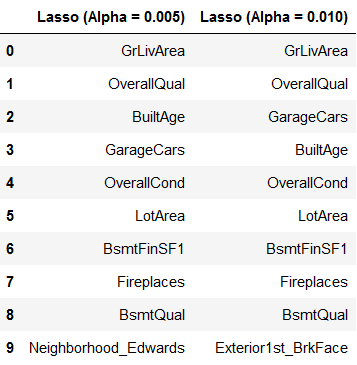 Lasso (Alpha = 0.005) Lasso (Alpha = 0.010)
0 GrLivArea GrLivArea
1 OverallQual OverallQual
2 BuiltAge GarageCars
3 GarageCars BuiltAge
4 OverallCond OverallCond
5 LotArea LotArea
6 BsmtFinSF1 BsmtFinSF1
7 Fireplaces Fireplaces
8 BsmtQual BsmtQual
9 Neighborhood_Edwards Exterior1st_BrkFace